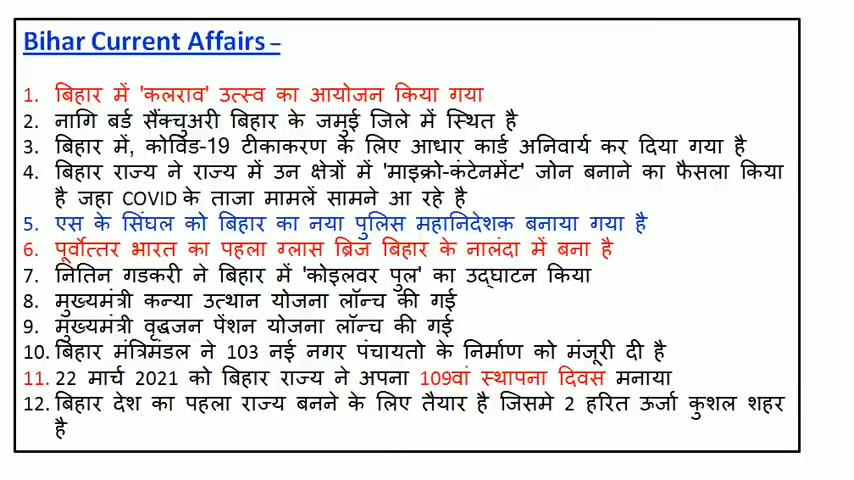 Bihar Current Affairs –
1. बिहार में 'कलराव' उत्स्व का आयोजन किया गया
2. नागि बर्ड सैंक्चुअरी बिहार के जमुई जिले में स्थित है
3. बिहार में, कोविड-19 टीकाकरण के लिए आधार कार्ड अनिवार्य कर दिया गया है
4. बिहार राज्य ने राज्य में उन क्षेत्रों में 'माइक्रो-कंटेनमेंट' जोन बनाने का फैसला किया
है जहा COVID के ताजा मामलें सामने आ रहे है
5. एस के सिंघल को बिहार का नया पुलिस महानिदेशक बनाया गया है
6. पूर्वोत्तर भारत का पहला ग्लास ब्रिज बिहार के नालंदा में बना है
7. नितिन गडकरी ने बिहार में 'कोइलवर पुल' का उद्घाटन किया
8. मुख्यमंत्री कन्या उत्थान योजना लॉन्च की गई
9. मुख्यमंत्री वृद्धजन पेंशन योजना लॉन्च की गई
10. बिहार मंत्रिमंडल ने 103 नई नगर पंचायतो के निर्माण को मंजूरी दी है
11. 22 मार्च 2021 को बिहार राज्य ने अपना 109वां स्थापना दिवस मनाया
12. बिहार देश का पहला राज्य बनने के लिए तैयार है जिसमे 2 हरित ऊर्जा कुशल शहर
है